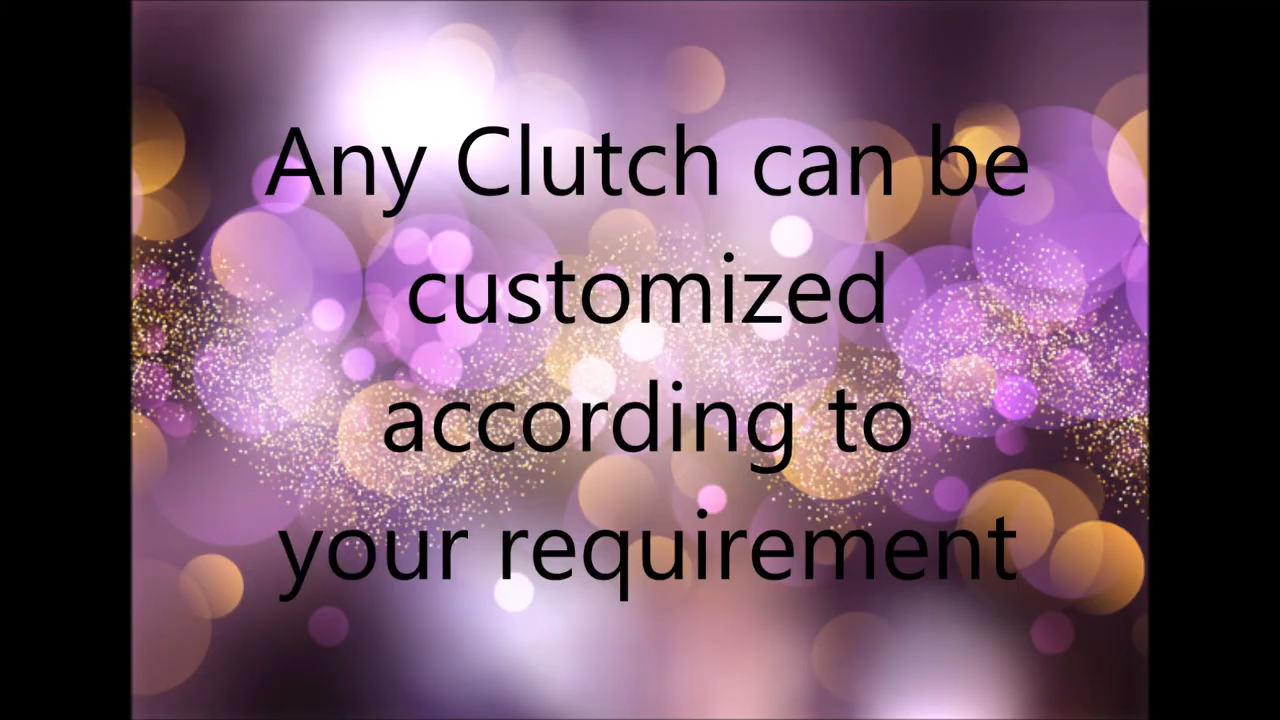 Any Clutch can be
customized
according to
your requirement